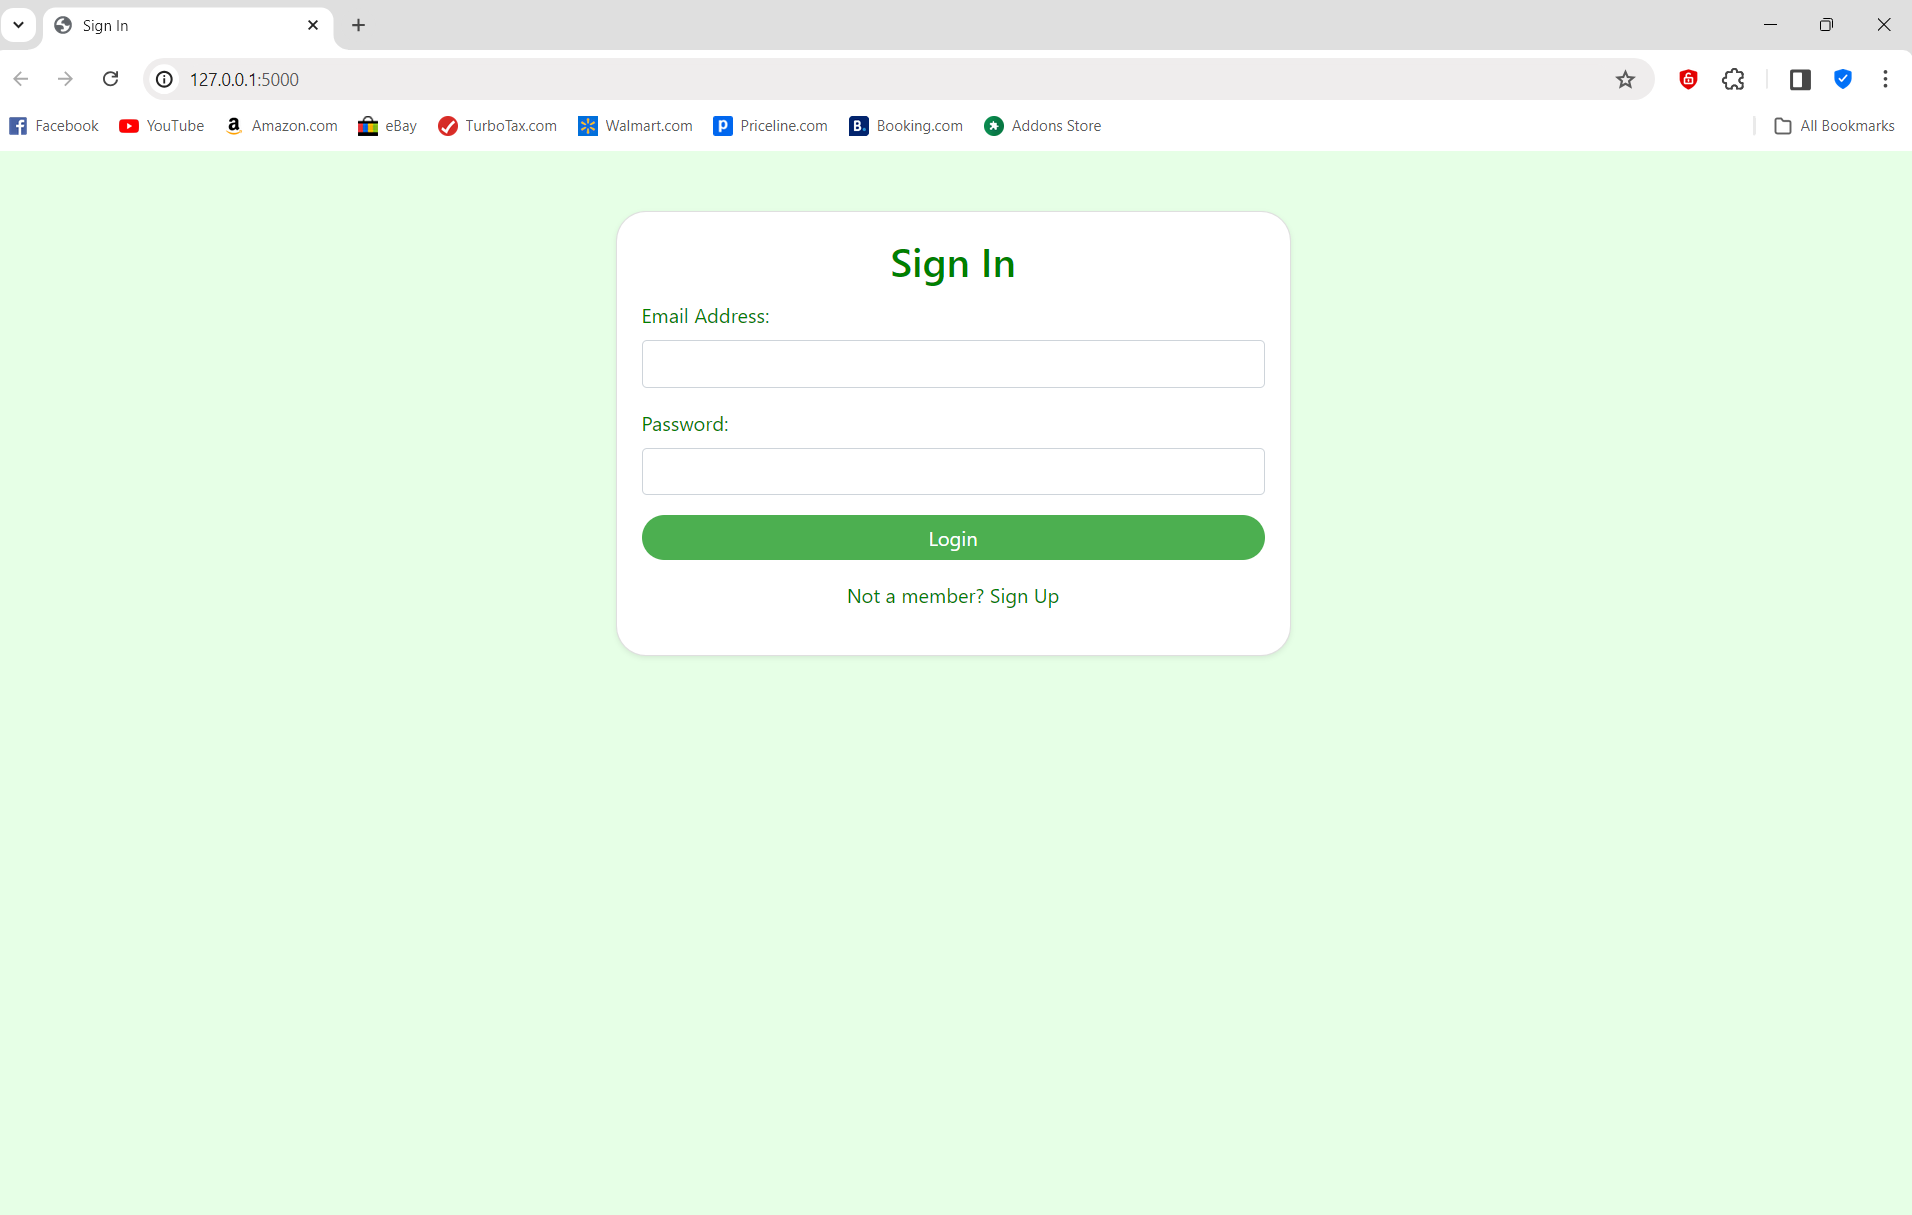 Sign In
127.0.0.1:5000
Facebook YouTube Amazon.com eBay TurboTax.com Walmart.com Priceline.com Booking.com Addons Store All Bookmarks
Sign In
Email Address:
Password:
Login
Not a member? Sign Up